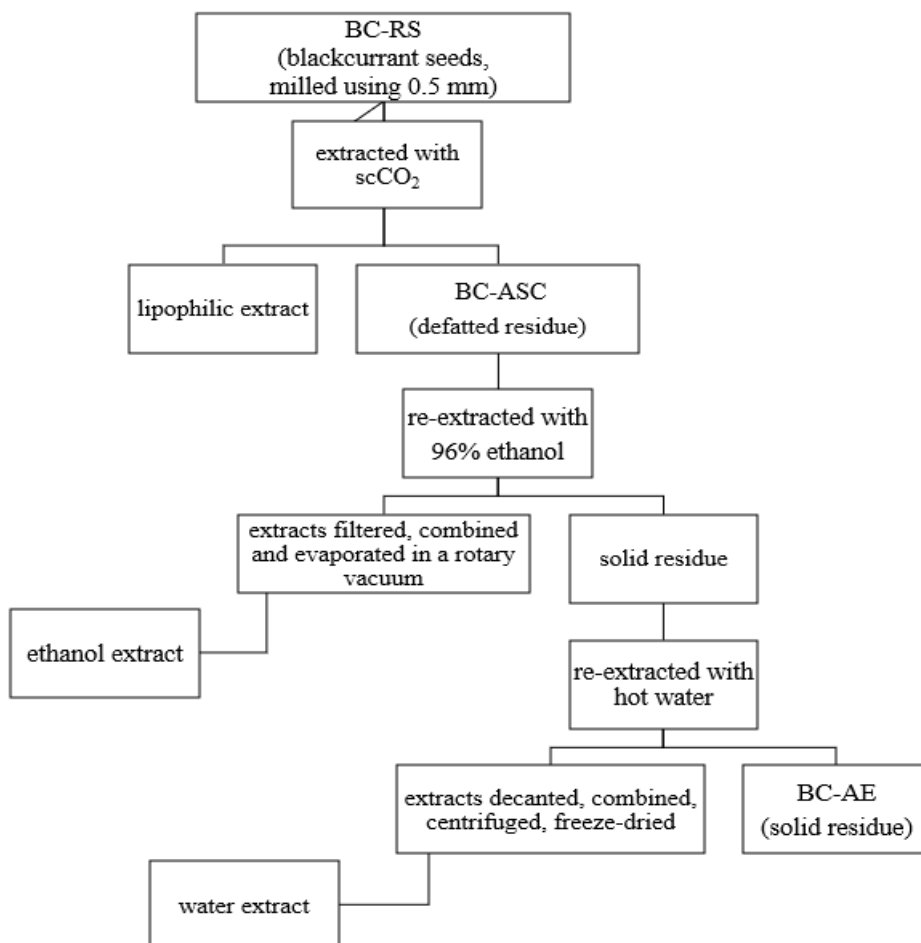 BC-RS
(blackcurrant seeds,
milled using 0.5 mm)
extracted with
scCO₂
lipophilic extract
BC-ASC
(defatted residue)
re-extracted with
96% ethanol
extracts filtered, combined
and evaporated in a rotary
vacuum
solid residue
ethanol extract
re-extracted with
hot water
extracts decanted, combined,
centrifuged, freeze-dried
BC-AE
(solid residue)
water extract